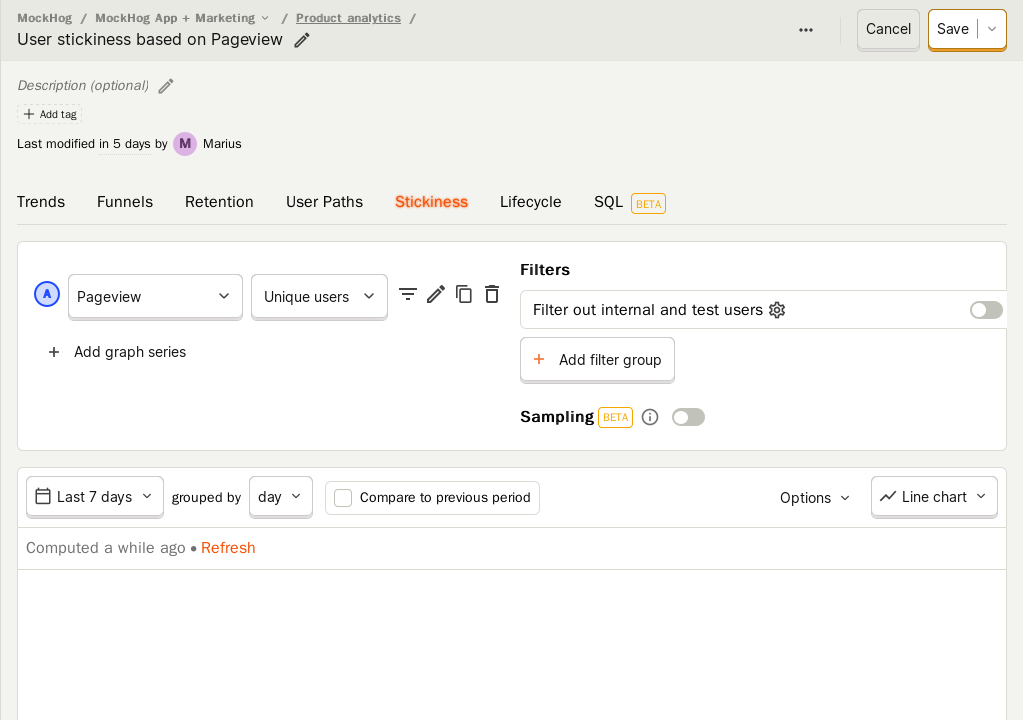 MockHog / MockHog App + Marketing / Product analytics /
User stickiness based on Pageview
Cancel
Save
Description (optional)
Add tag
Last modified in 5 days by M Marius
Trends Funnels Retention User Paths Stickiness Lifecycle SQL BETA
A Pageview Unique users
Add graph series
Filters
Filter out internal and test users
Add filter group
Sampling BETA
Last 7 days grouped by day Compare to previous period Options Line chart
Computed a while ago • Refresh